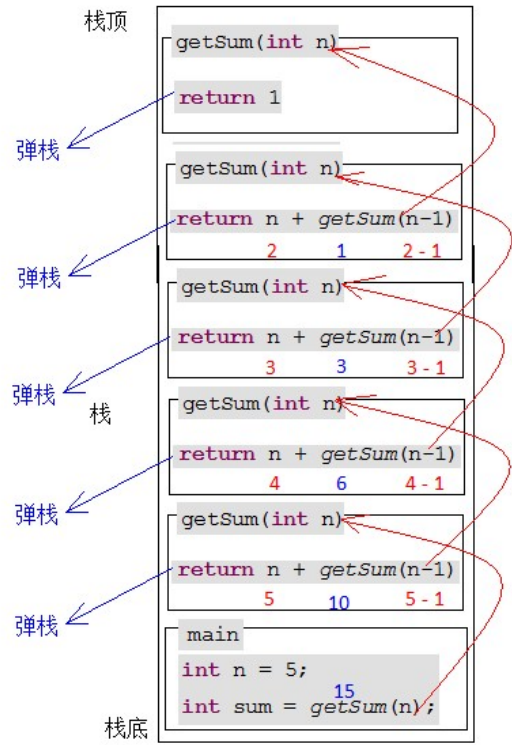 栈顶
getSum(int n)
return 1
弹栈
getSum(int n)
return n + getSum(n-1)
2 1 2 - 1
弹栈
getSum(int n)
return n + getSum(n-1)
3 3 3 - 1
弹栈
栈
getSum(int n)
return n + getSum(n-1)
4 6 4 - 1
弹栈
getSum(int n)
return n + getSum(n-1)
5 10 5 - 1
弹栈
main
int n = 5;
15
int sum = getSum(n);
栈底